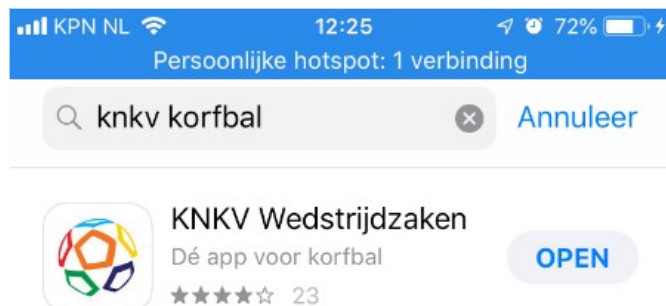 KPN NL 12:25 72%
Persoonlijke hotspot: 1 verbinding
knkv korfbal Annuleer
KNKV Wedstrijdzaken
Dé app voor korfbal OPEN
23